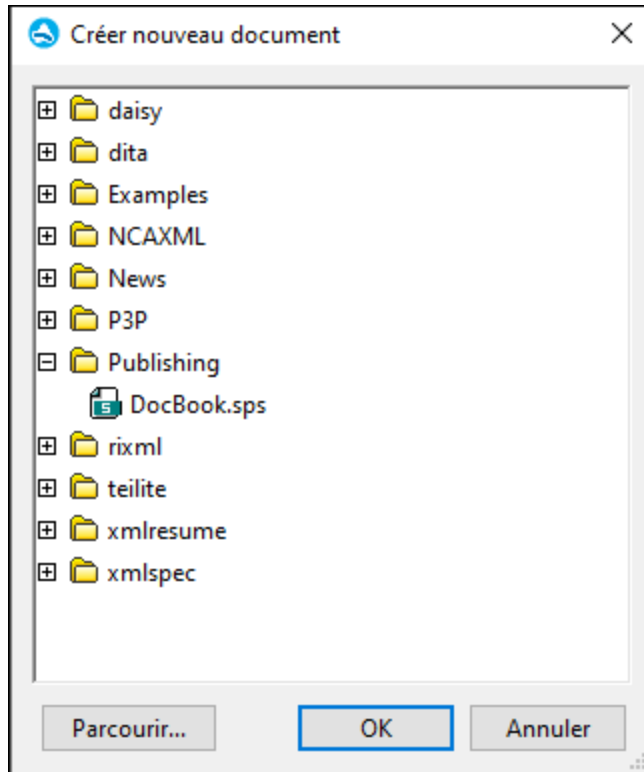 Créer nouveau document
daisy
dita
Examples
NCAXML
News
P3P
Publishing
DocBook.sps
rixml
teilite
xmlresume
xmlspec
Parcourir... OK Annuler